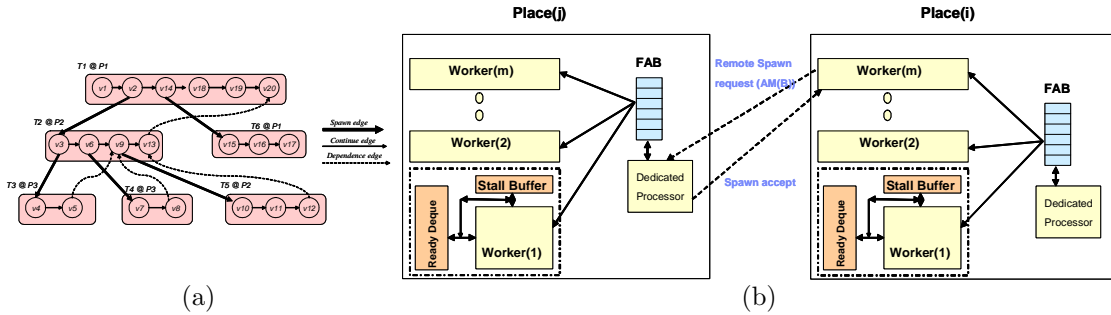 T1 @ P1
v1 v2 v14 v18 v19 v20
T2 @ P2
v3 v6 v9 v13
T6 @ P1
v15 v16 v17
T3 @ P3
v4 v5
T4 @ P3
v7 v8
T5 @ P2
v10 v11 v12
Spawn edge
Continue edge
Dependence edge
(a)
Place(j)
Worker(m)
Worker(2)
Stall Buffer
Ready Deque
Worker(1)
FAB
Dedicated
Processor
Remote Spawn
request (AM(B))
Spawn accept
Place(i)
Worker(m)
Worker(2)
Stall Buffer
Ready Deque
Worker(1)
FAB
Dedicated
Processor
(b)